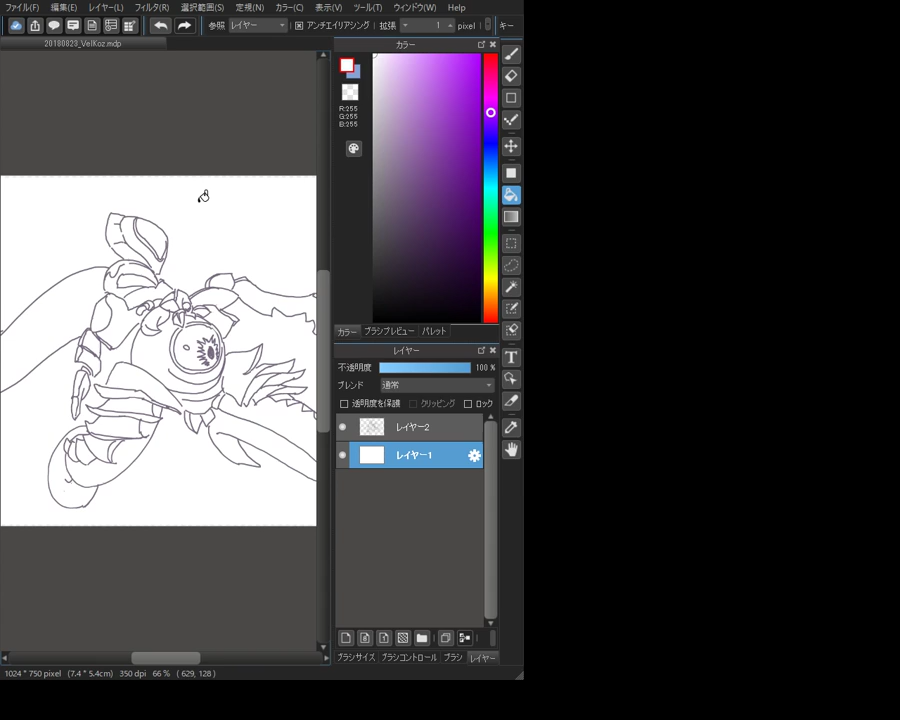 ファイル(F) 編集(E) レイヤー(L) フィルタ(R) 選択範囲(S) 定規(N) カラー(C) 表示(V) ツール(T) ウィンドウ(W) Help
参照 レイヤー アンチエイリアシング 拡張 1 pixel キー
20180823_VelKoz.mdp
カラー
R:255
G:255
B:255
カラー ブラシプレビュー パレット
レイヤー
不透明度 100 %
ブレンド 通常
透明度を保護 クリッピング ロック
レイヤー2
レイヤー1
ブラシサイズ ブラシコントロール ブラシ レイヤー
1024 * 750 pixel (7.4 * 5.4cm) 350 dpi 66 % ( 629, 128 )